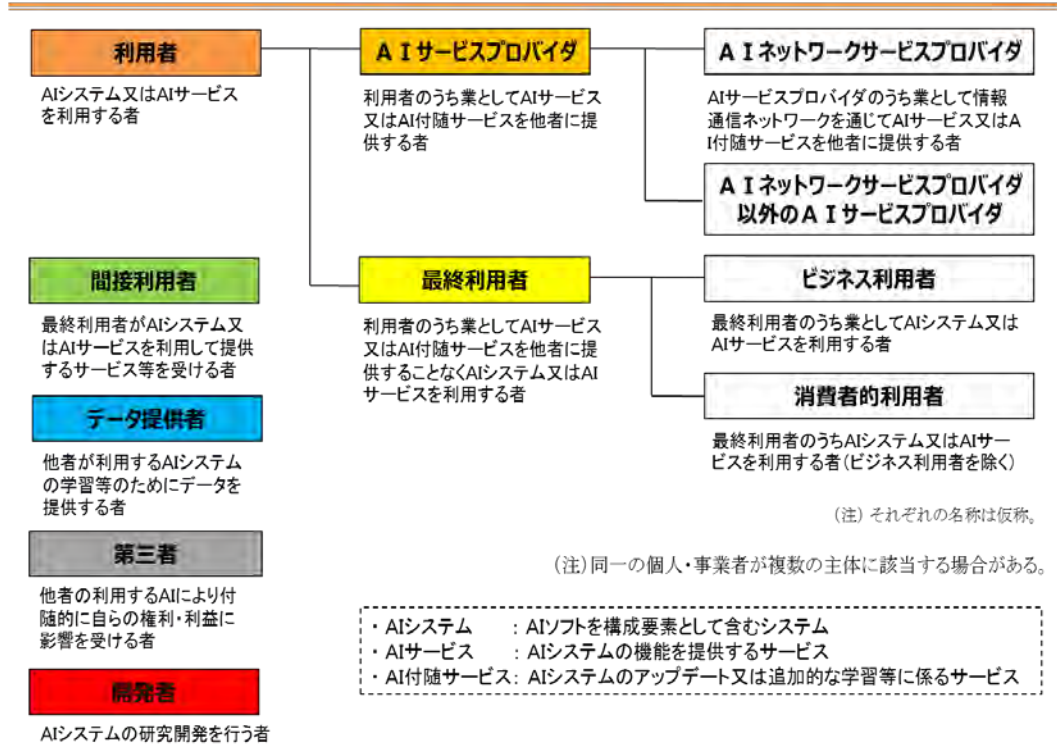 利用者
AIシステム又はAIサービス
を利用する者
AIサービスプロバイダ
利用者のうち業としてAIサービス
又はAI付随サービスを他者に提
供する者
AIネットワークサービスプロバイダ
AIサービスプロバイダのうち業として情報
通信ネットワークを通じてAIサービス又はA
I付随サービスを他者に提供する者
AIネットワークサービスプロバイダ
以外のAIサービスプロバイダ
間接利用者
最終利用者がAIシステム又
はAIサービスを利用して提供
するサービス等を受ける者
最終利用者
利用者のうち業としてAIサービス
又はAI付随サービスを他者に提
供することなくAIシステム又はAI
サービスを利用する者
ビジネス利用者
最終利用者のうち業としてAIシステム又は
AIサービスを利用する者
消費者的利用者
最終利用者のうちAIシステム又はAIサー
ビスを利用する者(ビジネス利用者を除く)
データ提供者
他者が利用するAIシステム
の学習等のためにデータを
提供する者
第三者
他者の利用するAIにより付
随的に自らの権利・利益に
影響を受ける者
開発者
AIシステムの研究開発を行う者
(注) それぞれの名称は仮称。
(注)同一の個人・事業者が複数の主体に該当する場合がある。
・AIシステム : AIソフトを構成要素として含むシステム
・AIサービス : AIシステムの機能を提供するサービス
・AI付随サービス: AIシステムのアップデート又は追加的な学習等に係るサービス